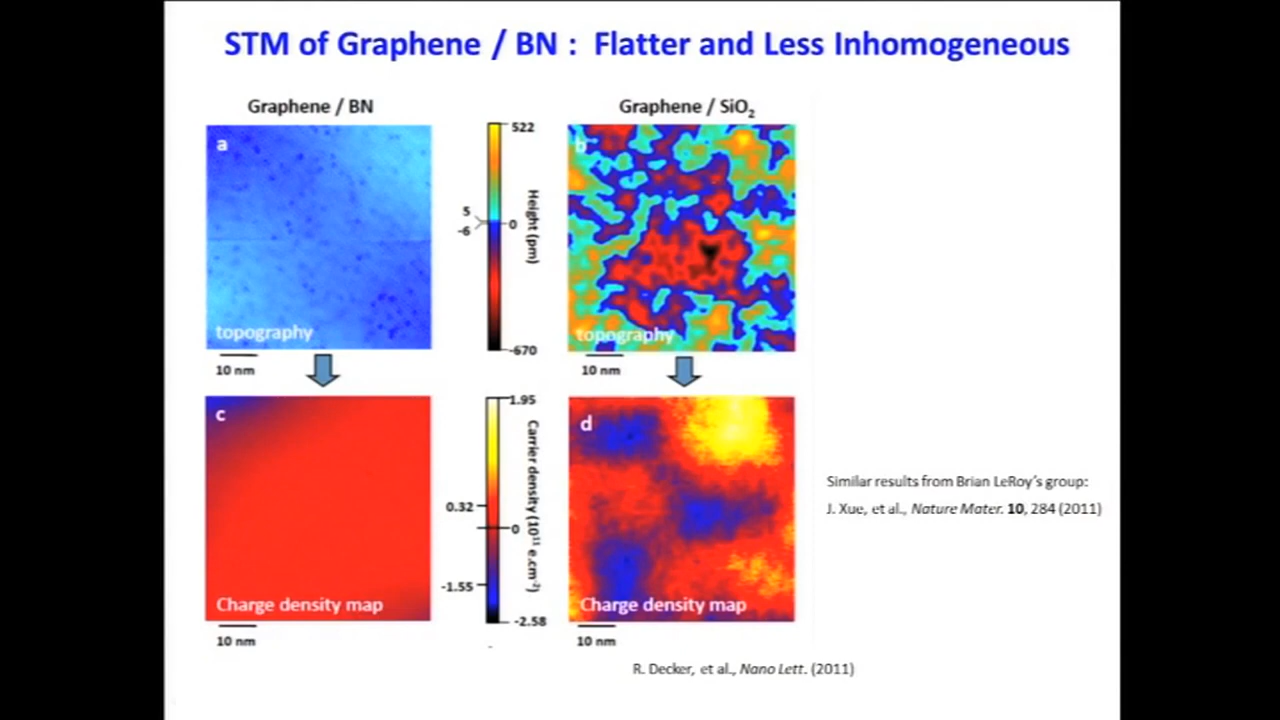 STM of Graphene / BN : Flatter and Less Inhomogeneous
Graphene / BN
Graphene / SiO₂
a
522
5
-6
0
Height (pm)
-670
b
topography
topography
10 nm
10 nm
c
1.95
0.32
0
-1.55
-2.58
Carrier density (10¹¹ e.cm⁻²)
d
Charge density map
Charge density map
10 nm
10 nm
Similar results from Brian LeRoy's group:
J. Xue, et al., Nature Mater. 10, 284 (2011)
R. Decker, et al., Nano Lett. (2011)